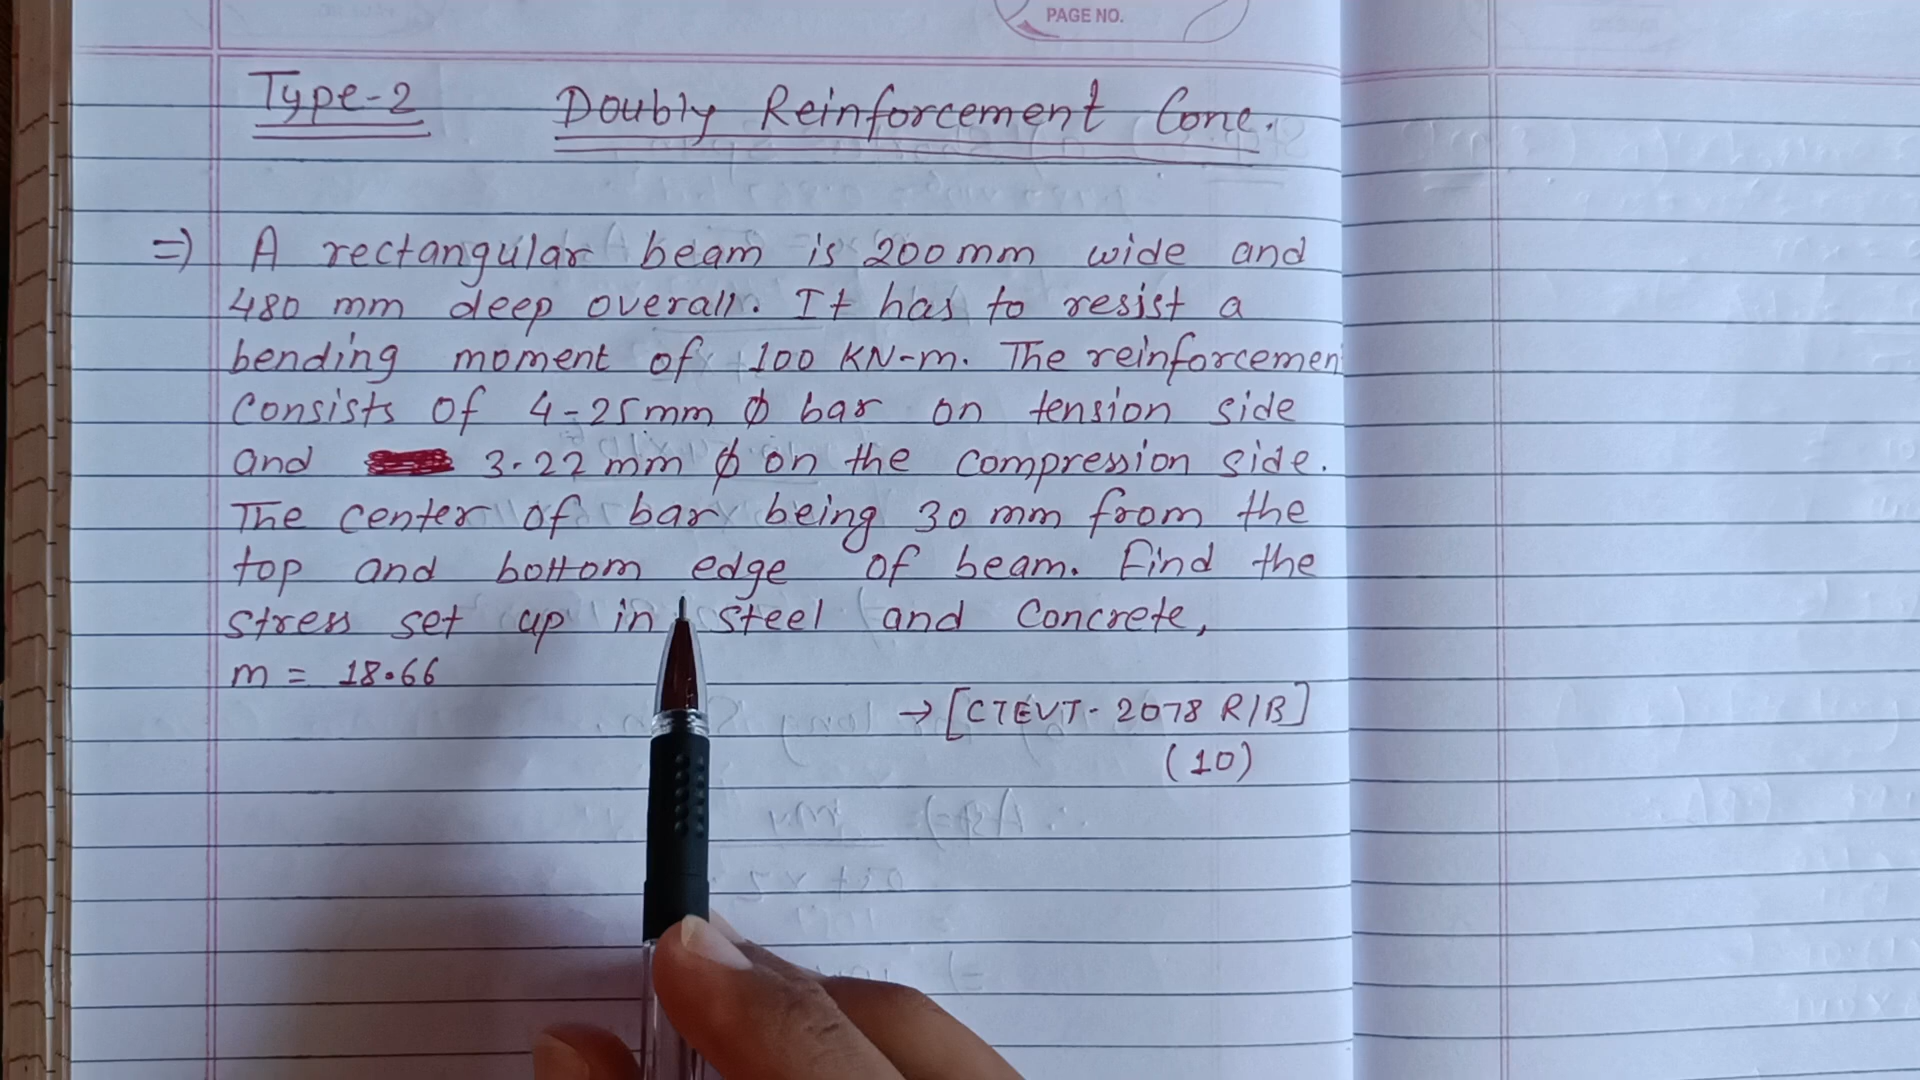 PAGE NO.
Type-2 Doubly Reinforcement Conc.
=) A rectangular beam is 200mm wide and
480 mm deep overall. It has to resist a
bending moment of 100 KN-m. The reinforcemen
Consists of 4-25mm ϕ bar on tension side
and 3-22 mm ϕ on the compression side.
The center of bar being 30 mm from the
top and bottom edge of beam. Find the
stress set up in steel and Concrete,
m = 18.66
→ [CTEVT- 2078 R/B]
(10)